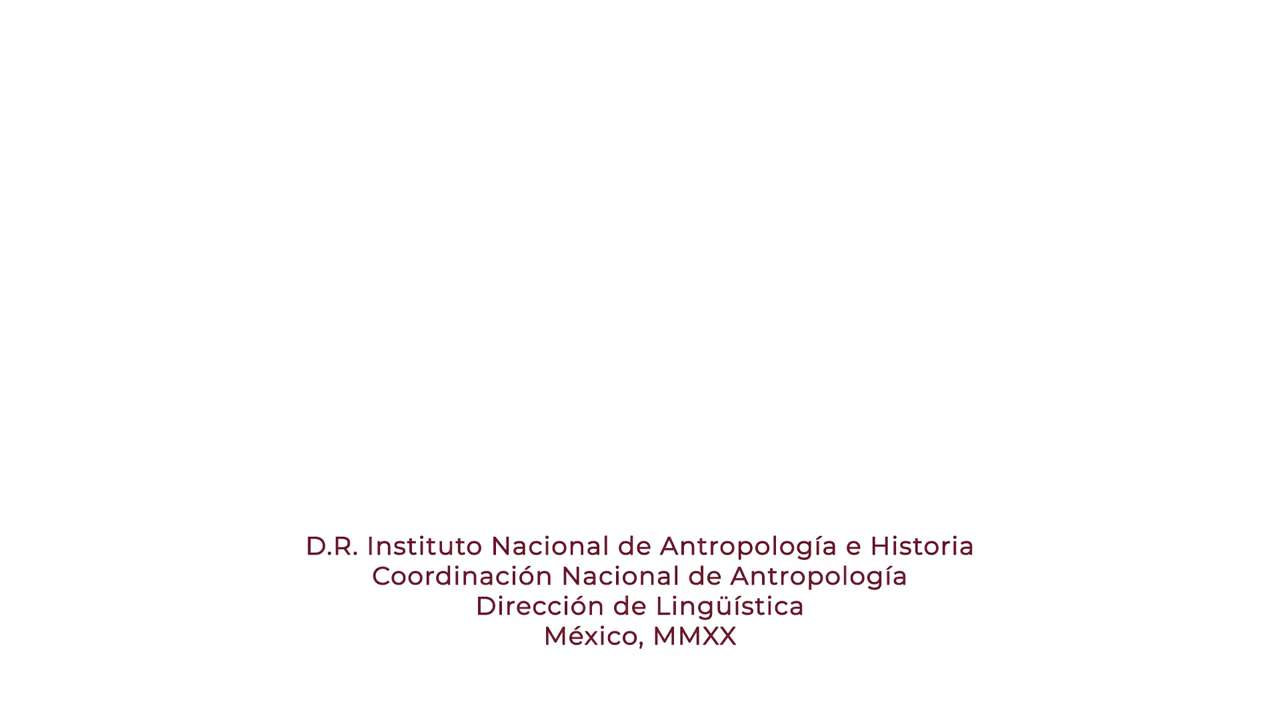 D.R. Instituto Nacional de Antropología e Historia
Coordinación Nacional de Antropología
Dirección de Lingüística
México, MMXX